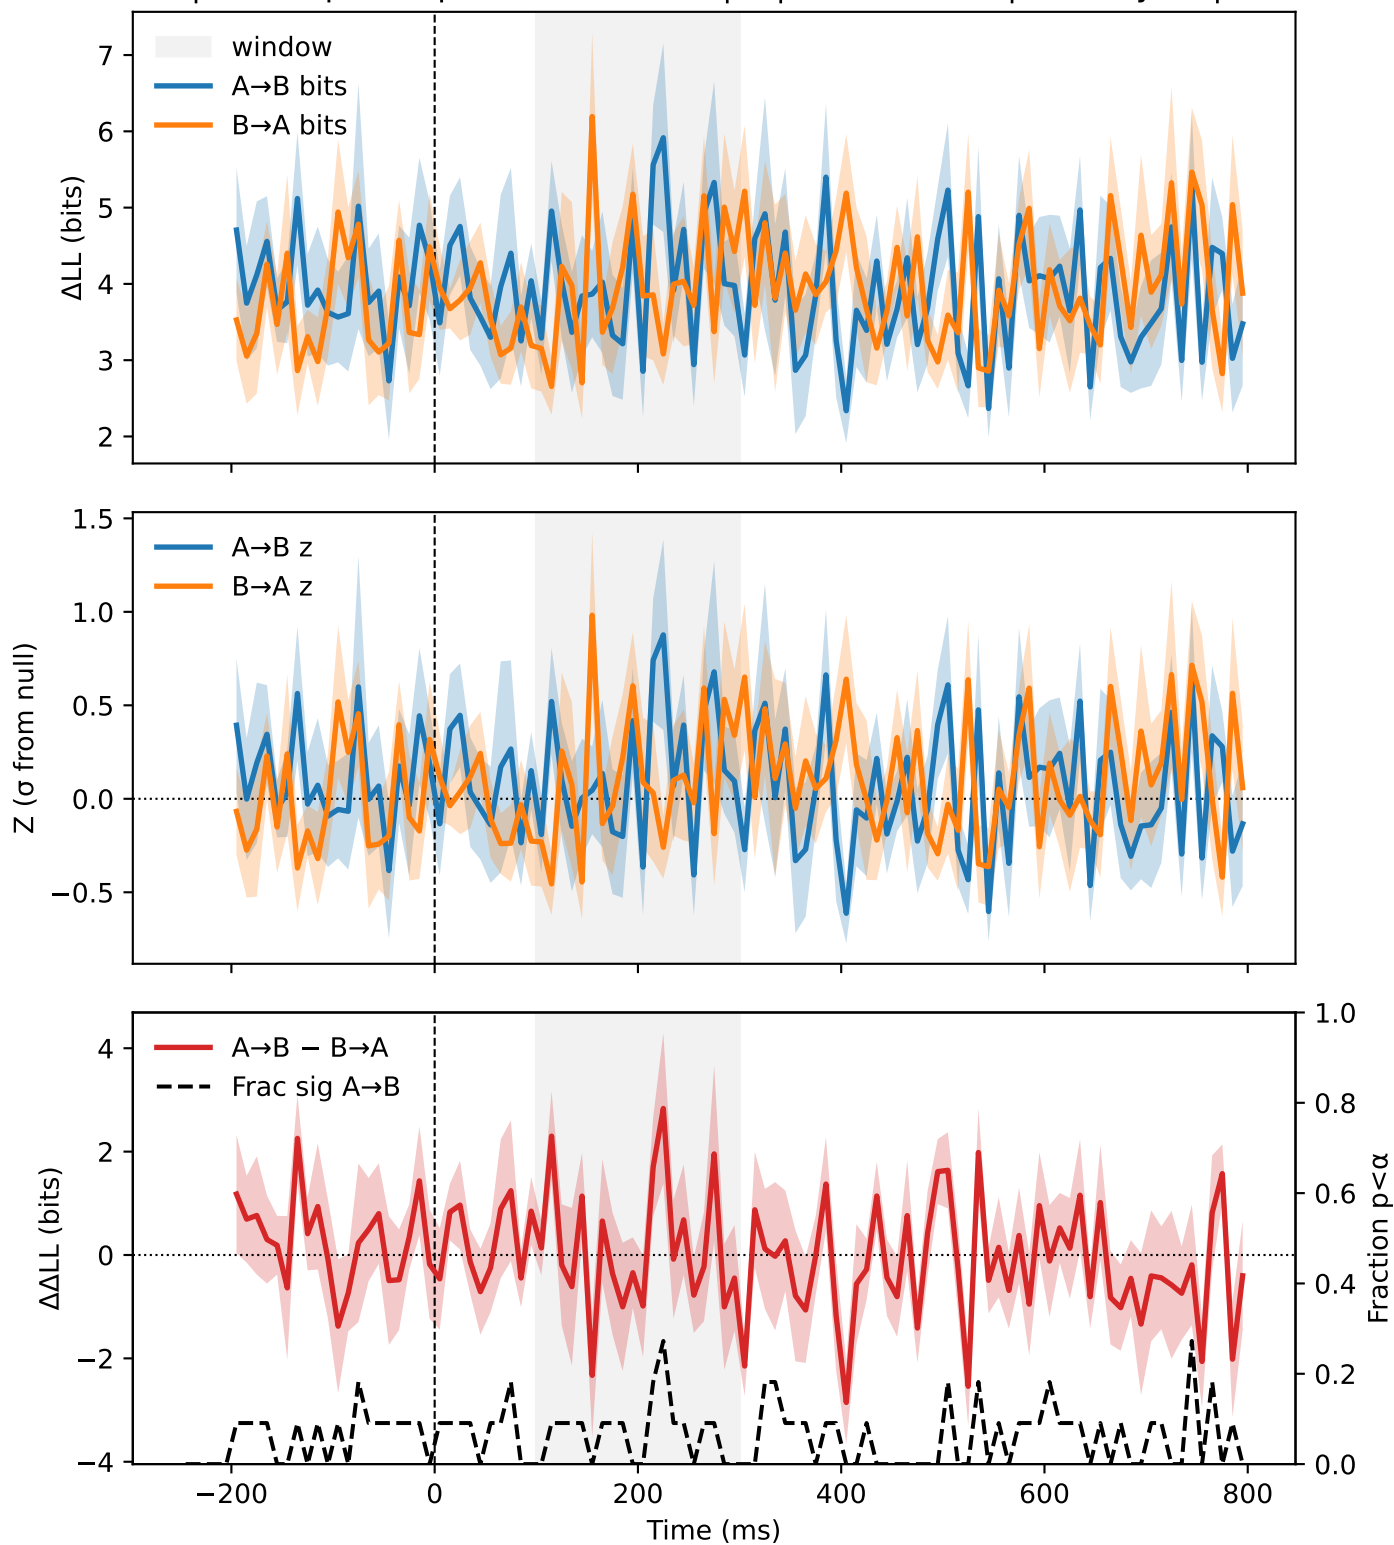 window
A→B bits
B→A bits
ΔLL (bits)
7
6
5
4
3
2
A→B z
B→A z
Z (σ from null)
1.5
1.0
0.5
0.0
−0.5
A→B − B→A
Frac sig A→B
ΔΔLL (bits)
4
2
0
−2
−4
1.0
0.8
0.6
0.4
0.2
0.0
Fraction p<α
−200
0
200
400
600
800
Time (ms)